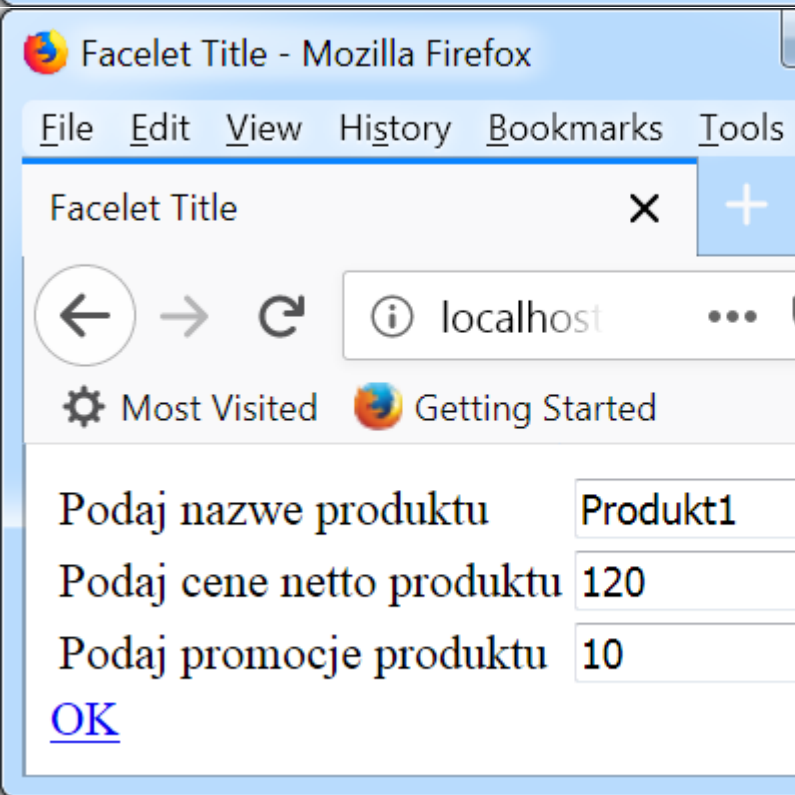 Facelet Title - Mozilla Firefox
File Edit View History Bookmarks Tools
Facelet Title
localhost
Most Visited Getting Started
Podaj nazwe produktu Produkt1
Podaj cene netto produktu 120
Podaj promocje produktu 10
OK